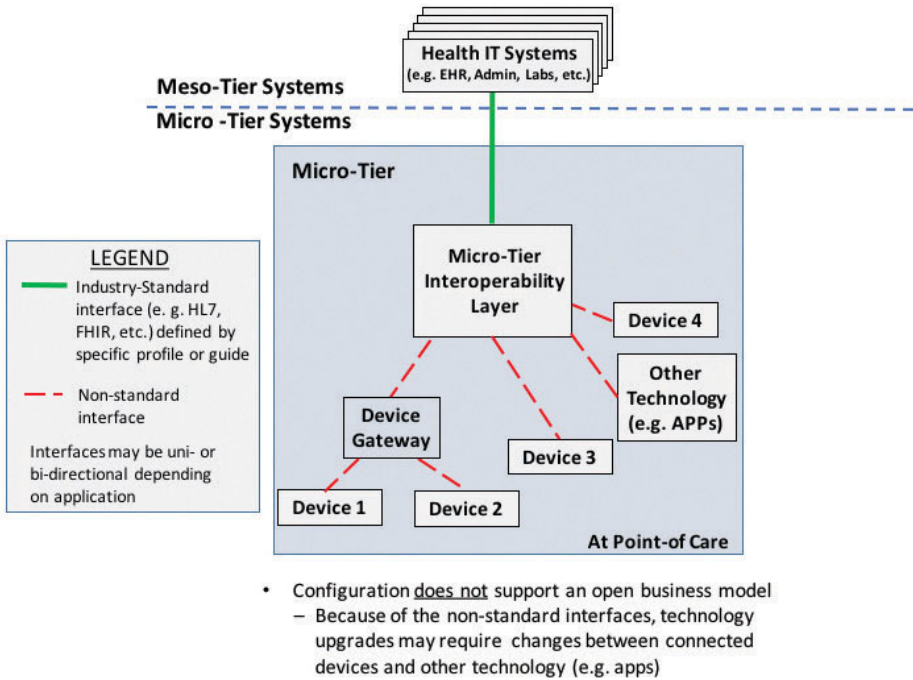 Health IT Systems
(e.g. EHR, Admin, Labs, etc.)
Meso-Tier Systems
Micro -Tier Systems
Micro-Tier
LEGEND
Industry-Standard
interface (e. g. HL7,
FHIR, etc.) defined by
specific profile or guide
Non-standard
interface
Interfaces may be uni- or
bi-directional depending
on application
Micro-Tier
Interoperability
Layer
Device 4
Other
Technology
(e.g. APPs)
Device
Gateway
Device 3
Device 1
Device 2
At Point-of Care
• Configuration does not support an open business model
– Because of the non-standard interfaces, technology
upgrades may require changes between connected
devices and other technology (e.g. apps)